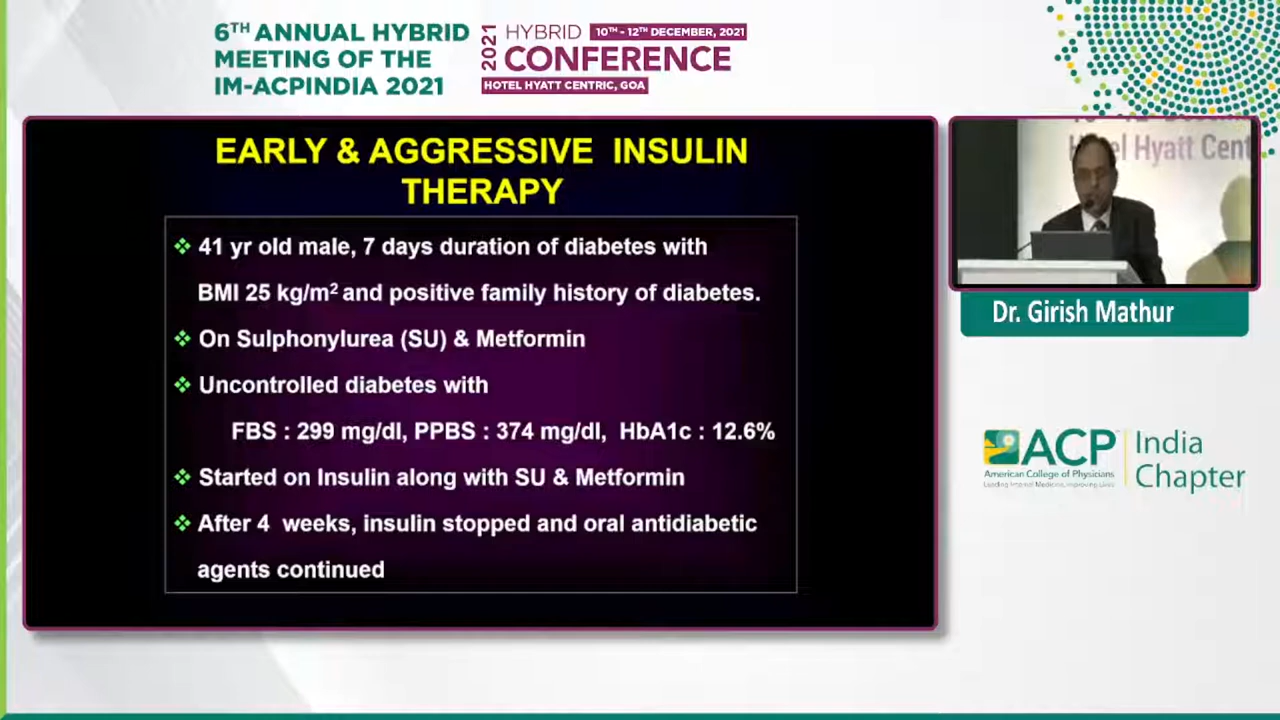 6TH ANNUAL HYBRID
MEETING OF THE
IM-ACPINDIA 2021
2021
HYBRID
10TH - 12TH DECEMBER, 2021
CONFERENCE
HOTEL HYATT CENTRIC, GOA
EARLY & AGGRESSIVE INSULIN
THERAPY
❖ 41 yr old male, 7 days duration of diabetes with
BMI 25 kg/m² and positive family history of diabetes.
❖ On Sulphonylurea (SU) & Metformin
❖ Uncontrolled diabetes with
FBS : 299 mg/dl, PPBS : 374 mg/dl, HbA1c : 12.6%
❖ Started on Insulin along with SU & Metformin
❖ After 4 weeks, insulin stopped and oral antidiabetic
agents continued
Hyatt Cent
Dr. Girish Mathur
ACP
American College of Physicians
Leading Internal Medicine, Improving Lives
India
Chapter